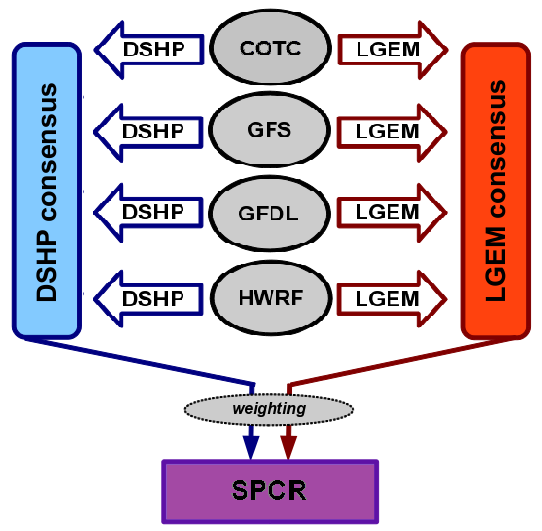 DSHP COTC LGEM
DSHP GFS LGEM
DSHP GFDL LGEM
DSHP HWRF LGEM
DSHP consensus
LGEM consensus
weighting
SPCR